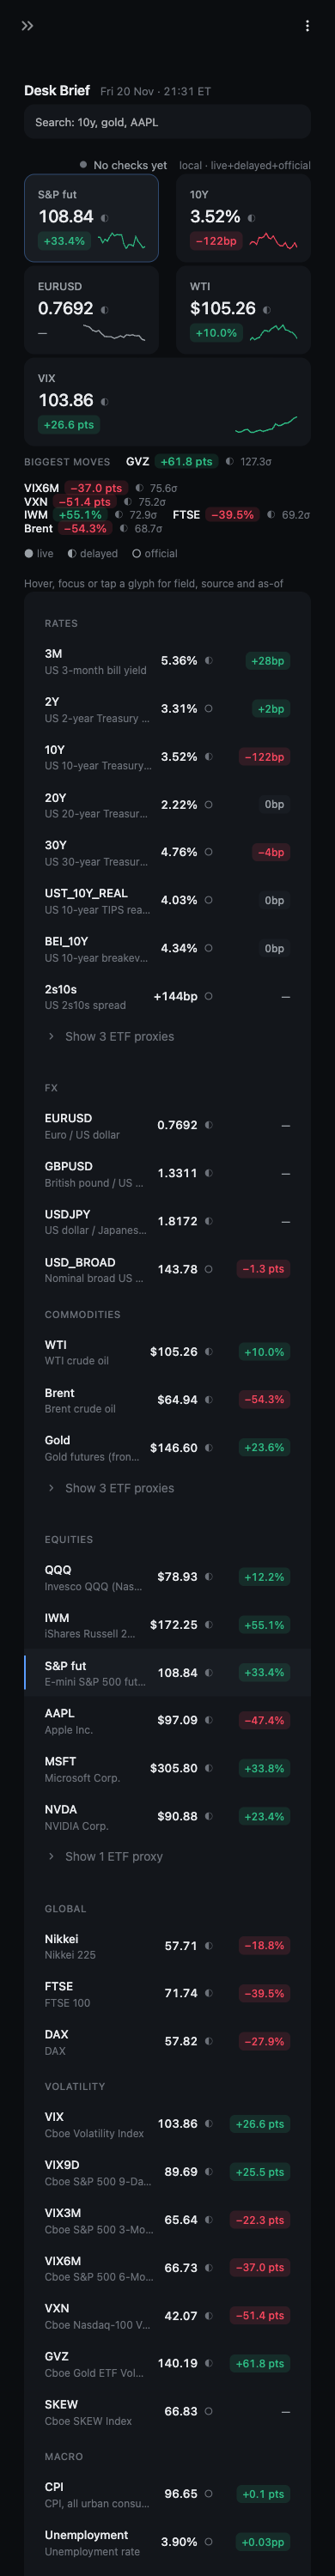 Desk Brief Fri 20 Nov · 21:31 ET
Search: 10y, gold, AAPL
No checks yet local · live+delayed+official
S&P fut
108.84
+33.4%
10Y
3.52%
−122bp
EURUSD
0.7692
—
WTI
$105.26
+10.0%
VIX
103.86
+26.6 pts
BIGGEST MOVES GVZ +61.8 pts 127.3σ
VIX6M −37.0 pts 75.6σ
VXN −51.4 pts 75.2σ
IWM +55.1% 72.9σ FTSE −39.5% 69.2σ
Brent −54.3% 68.7σ
live delayed official
Hover, focus or tap a glyph for field, source and as-of
RATES
3M 5.36% +28bp
US 3-month bill yield
2Y 3.31% +2bp
US 2-year Treasury ...
10Y 3.52% −122bp
US 10-year Treasury...
20Y 2.22% 0bp
US 20-year Treasur...
30Y 4.76% −4bp
US 30-year Treasur...
UST_10Y_REAL 4.03% 0bp
US 10-year TIPS rea...
BEI_10Y 4.34% 0bp
US 10-year breakev...
2s10s +144bp —
US 2s10s spread
Show 3 ETF proxies
FX
EURUSD 0.7692 —
Euro / US dollar
GBPUSD 1.3311 —
British pound / US ...
USDJPY 1.8172 —
US dollar / Japanes...
USD_BROAD 143.78 −1.3 pts
Nominal broad US ...
COMMODITIES
WTI $105.26 +10.0%
WTI crude oil
Brent $64.94 −54.3%
Brent crude oil
Gold $146.60 +23.6%
Gold futures (fron...
Show 3 ETF proxies
EQUITIES
QQQ $78.93 +12.2%
Invesco QQQ (Nas...
IWM $172.25 +55.1%
iShares Russell 2...
S&P fut 108.84 +33.4%
E-mini S&P 500 fut...
AAPL $97.09 −47.4%
Apple Inc.
MSFT $305.80 +33.8%
Microsoft Corp.
NVDA $90.88 +23.4%
NVIDIA Corp.
Show 1 ETF proxy
GLOBAL
Nikkei 57.71 −18.8%
Nikkei 225
FTSE 71.74 −39.5%
FTSE 100
DAX 57.82 −27.9%
DAX
VOLATILITY
VIX 103.86 +26.6 pts
Cboe Volatility Index
VIX9D 89.69 +25.5 pts
Cboe S&P 500 9-Da...
VIX3M 65.64 −22.3 pts
Cboe S&P 500 3-Mo...
VIX6M 66.73 −37.0 pts
Cboe S&P 500 6-Mo...
VXN 42.07 −51.4 pts
Cboe Nasdaq-100 V...
GVZ 140.19 +61.8 pts
Cboe Gold ETF Vol...
SKEW 66.83 —
Cboe SKEW Index
MACRO
CPI 96.65 +0.1 pts
CPI, all urban consu...
Unemployment 3.90% +0.03pp
Unemployment rate